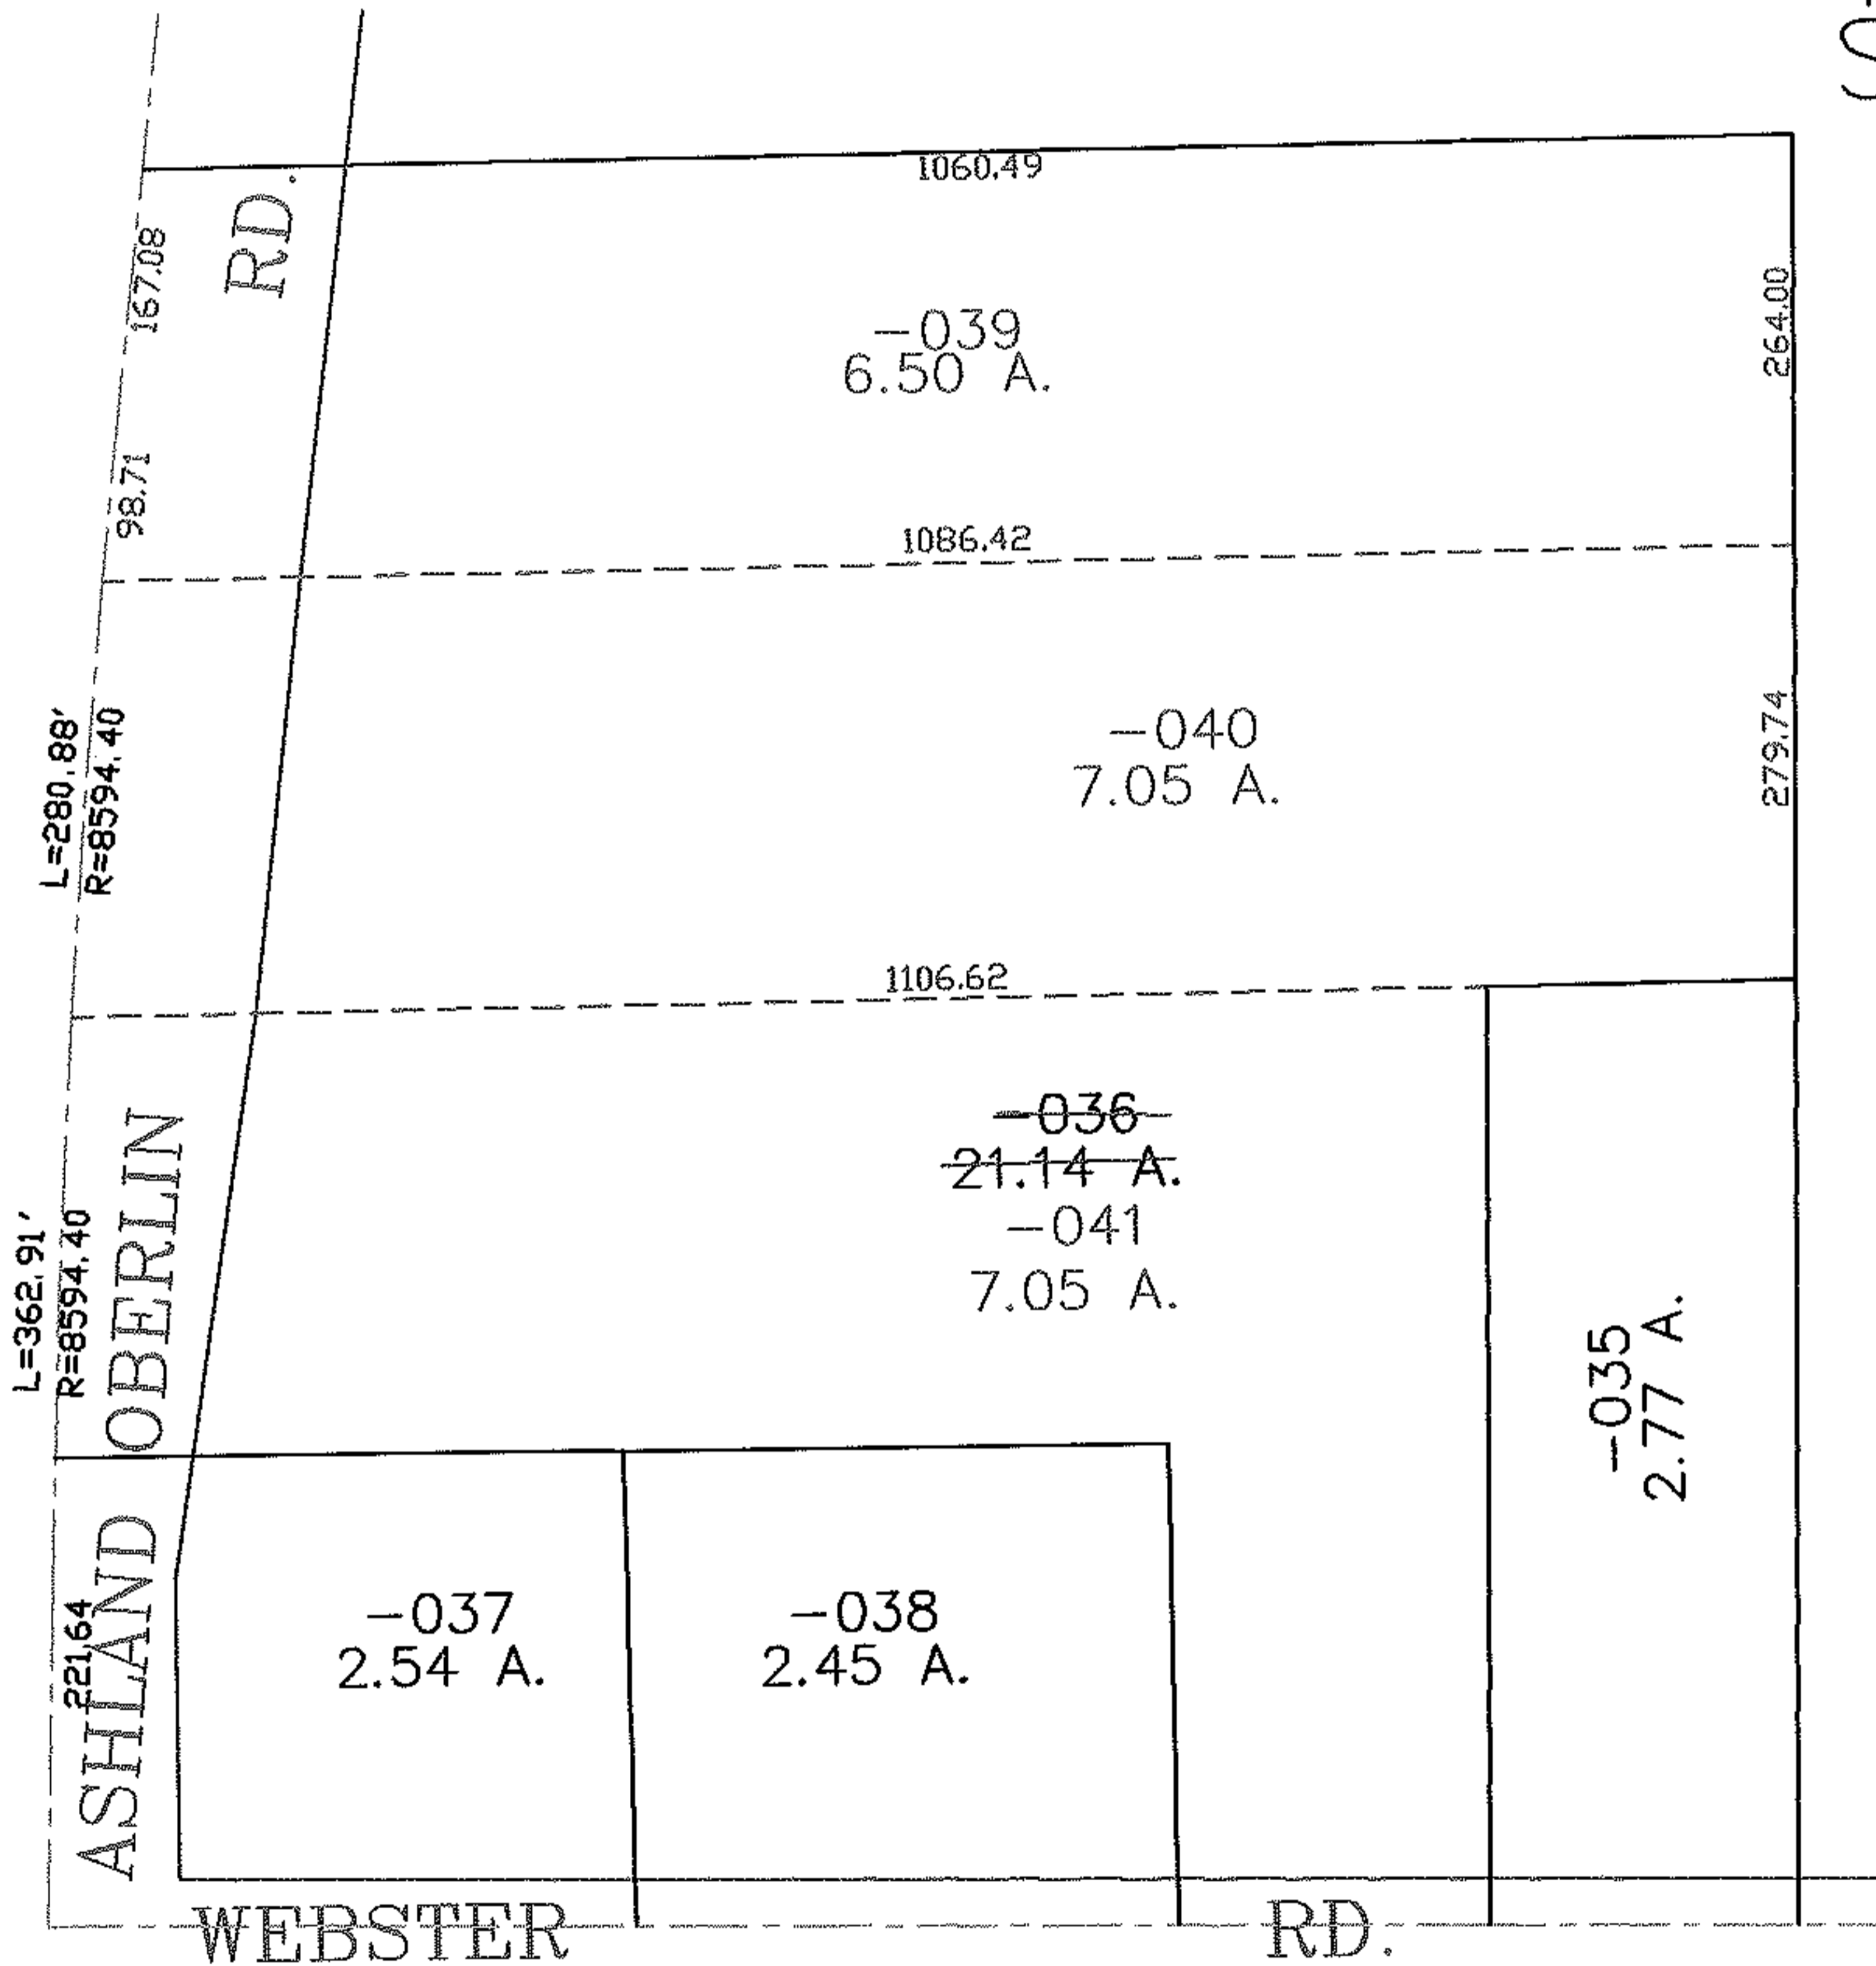 1060.49
RD.
167.08
-039
6.50 A.
264.00
98.71
1086.42
-040
7.05 A.
279.74
L=280.88'
R=8594.40
1106.62
-036
21.14 A.
-041
7.05 A.
L=362.91'
R=8594.40
OBERLIN
-035
2.77 A.
ASHLAND
221.64
-037
2.54 A.
-038
2.45 A.
WEBSTER RD.